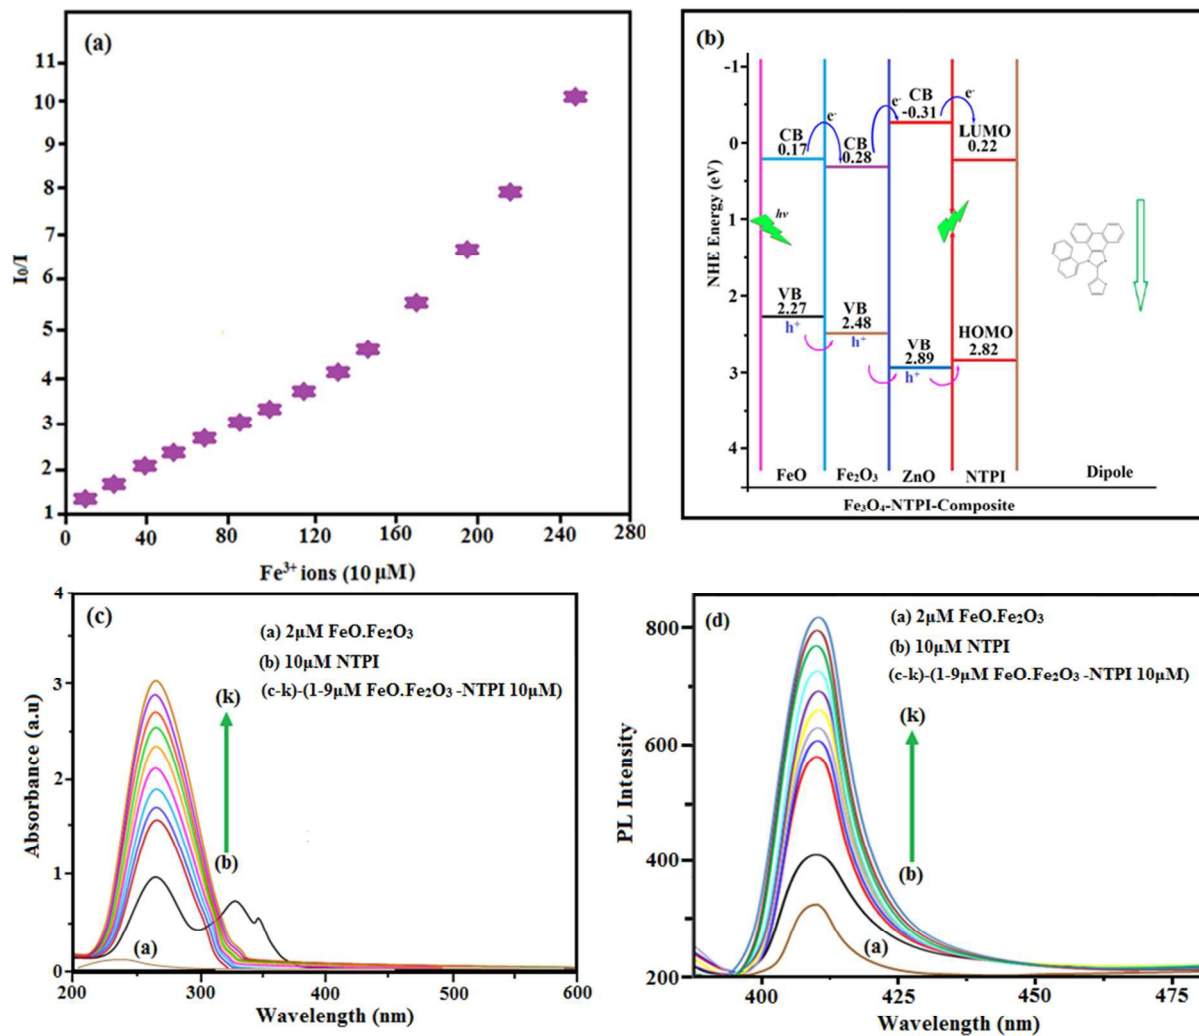 (a)
11
10
9
8
7
6
5
4
3
2
1
I₀/I
0 40 80 120 160 200 240 280
Fe³⁺ ions (10 µM)
(b)
-1
0
1
2
3
4
NHE Energy (eV)
CB
0.17
e⁻
CB
0.28
e⁻
CB
-0.31
e⁻
LUMO
0.22
hν
VB
2.27
h⁺
VB
2.48
h⁺
VB
2.89
h⁺
HOMO
2.82
FeO Fe₂O₃ ZnO NTPI Dipole
Fe₃O₄-NTPI-Composite
(c)
4
3
2
1
0
Absorbance (a.u)
(a) 2µM FeO.Fe₂O₃
(b) 10µM NTPI
(c-k)-(1-9µM FeO.Fe₂O₃ -NTPI 10µM)
(k)
(b)
(a)
200 300 400 500 600
Wavelength (nm)
(d)
800
600
400
200
PL Intensity
(a) 2µM FeO.Fe₂O₃
(b) 10µM NTPI
(c-k)-(1-9µM FeO.Fe₂O₃ -NTPI 10µM)
(k)
(b)
(a)
400 425 450 475
Wavelength (nm)